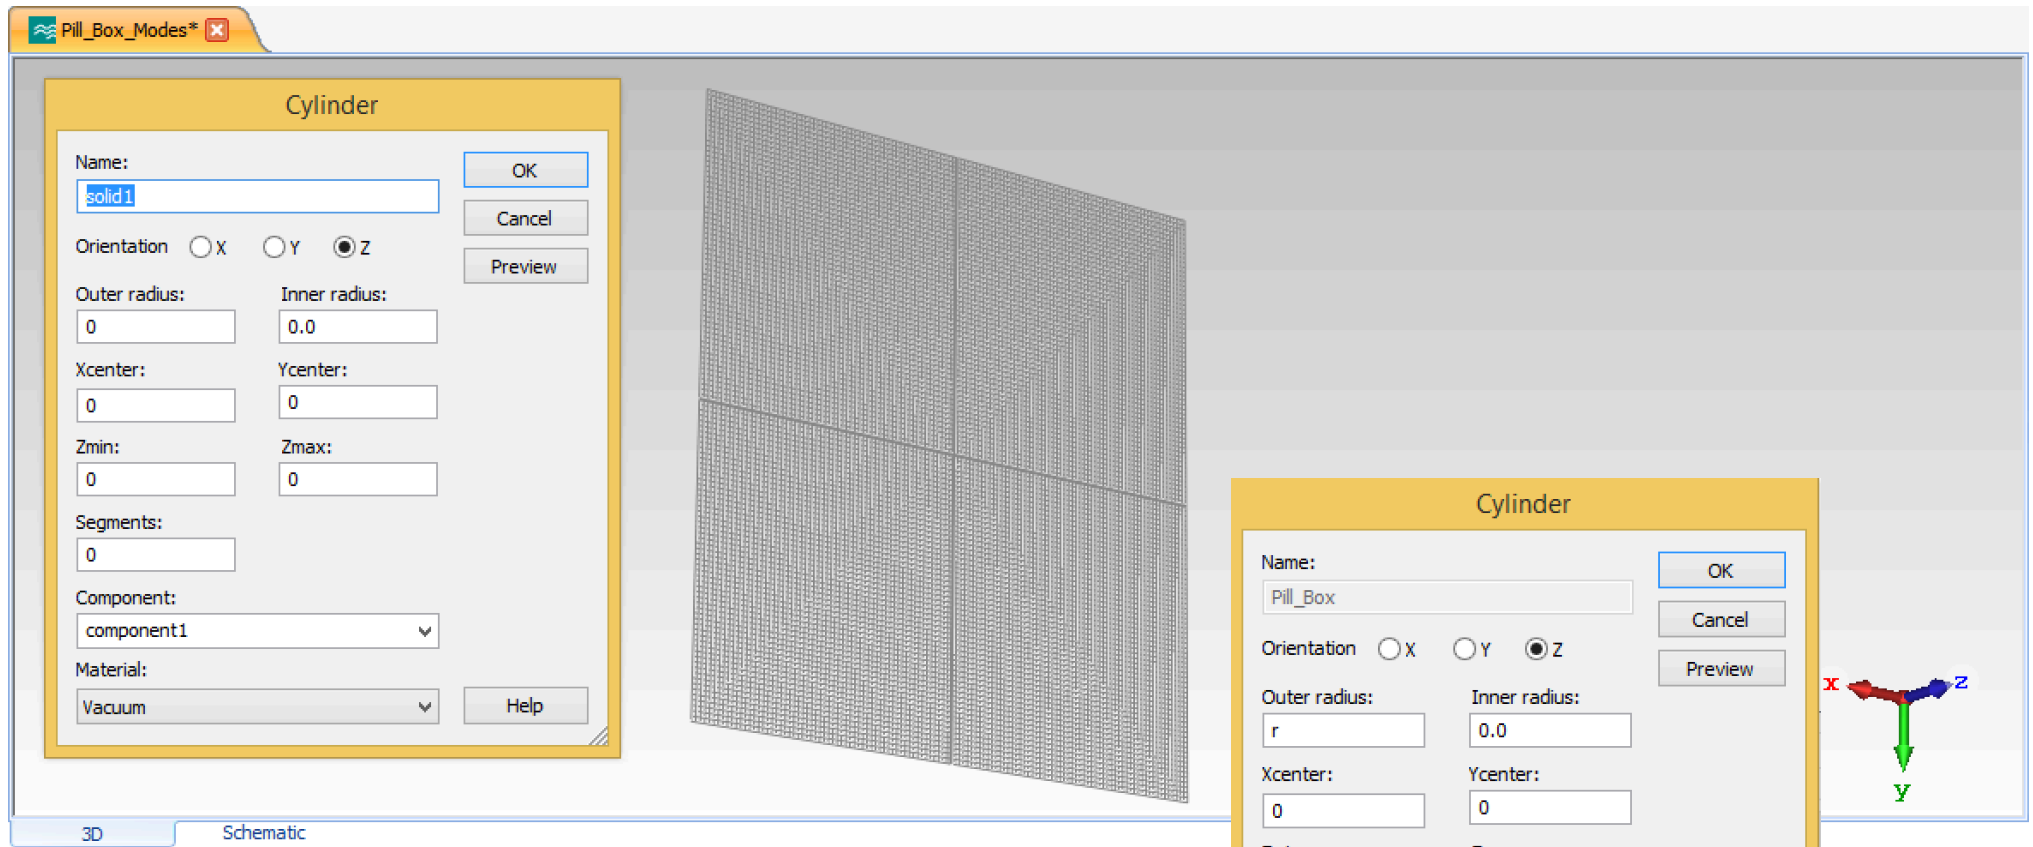 Pill_Box_Modes*
Cylinder
Name:
solid1
OK
Cancel
Preview
Orientation X Y Z
Outer radius: Inner radius:
0 0.0
Xcenter: Ycenter:
0 0
Zmin: Zmax:
0 0
Segments:
0
Component:
component1
Material:
Vacuum
Help
Cylinder
Name:
Pill_Box
OK
Cancel
Preview
Orientation X Y Z
Outer radius: Inner radius:
r 0.0
Xcenter: Ycenter:
0 0
x z
y
3D Schematic